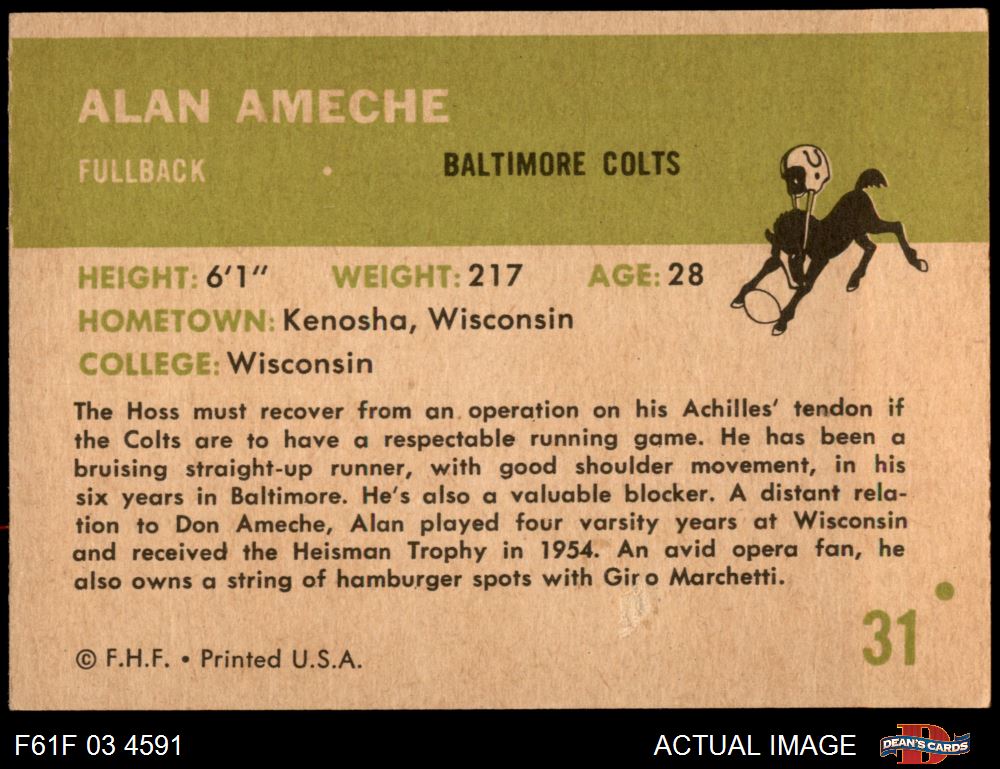 ALAN AMECHE
FULLBACK • BALTIMORE COLTS
HEIGHT: 6'1" WEIGHT: 217 AGE: 28
HOMETOWN: Kenosha, Wisconsin
COLLEGE: Wisconsin
The Hoss must recover from an operation on his Achilles' tendon if
the Colts are to have a respectable running game. He has been a
bruising straight-up runner, with good shoulder movement, in his
six years in Baltimore. He's also a valuable blocker. A distant rela-
tion to Don Ameche, Alan played four varsity years at Wisconsin
and received the Heisman Trophy in 1954. An avid opera fan, he
also owns a string of hamburger spots with Giro Marchetti.
31
© F.H.F. • Printed U.S.A.
F61F 03 4591 ACTUAL IMAGE DEAN'S CARDS